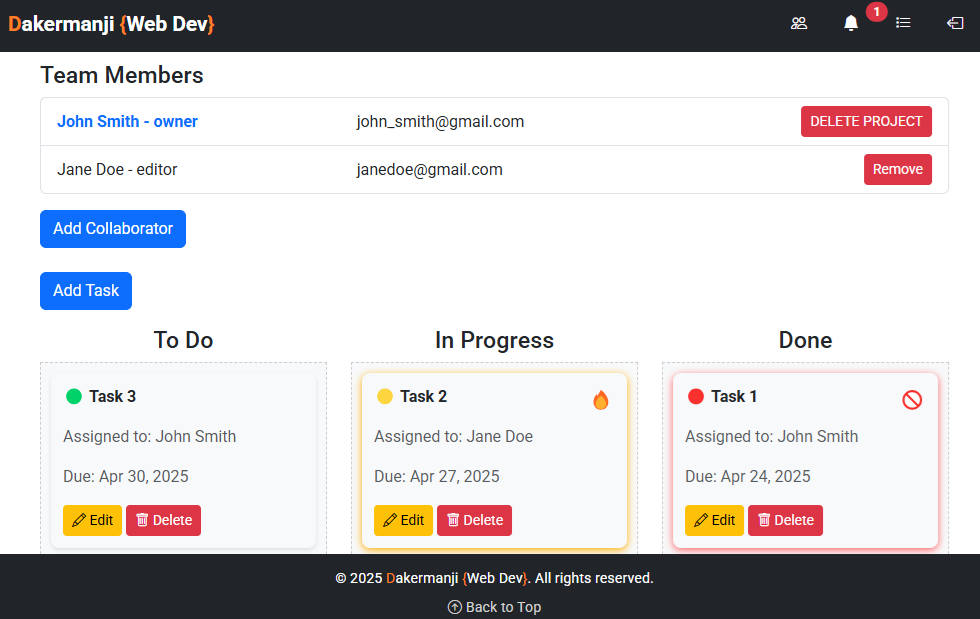 Dakermanji {Web Dev}
1
Team Members
John Smith - owner john_smith@gmail.com DELETE PROJECT
Jane Doe - editor janedoe@gmail.com Remove
Add Collaborator
Add Task
To Do
Task 3
Assigned to: John Smith
Due: Apr 30, 2025
Edit Delete
In Progress
Task 2
Assigned to: Jane Doe
Due: Apr 27, 2025
Edit Delete
Done
Task 1
Assigned to: John Smith
Due: Apr 24, 2025
Edit Delete
© 2025 Dakermanji {Web Dev}. All rights reserved.
Back to Top